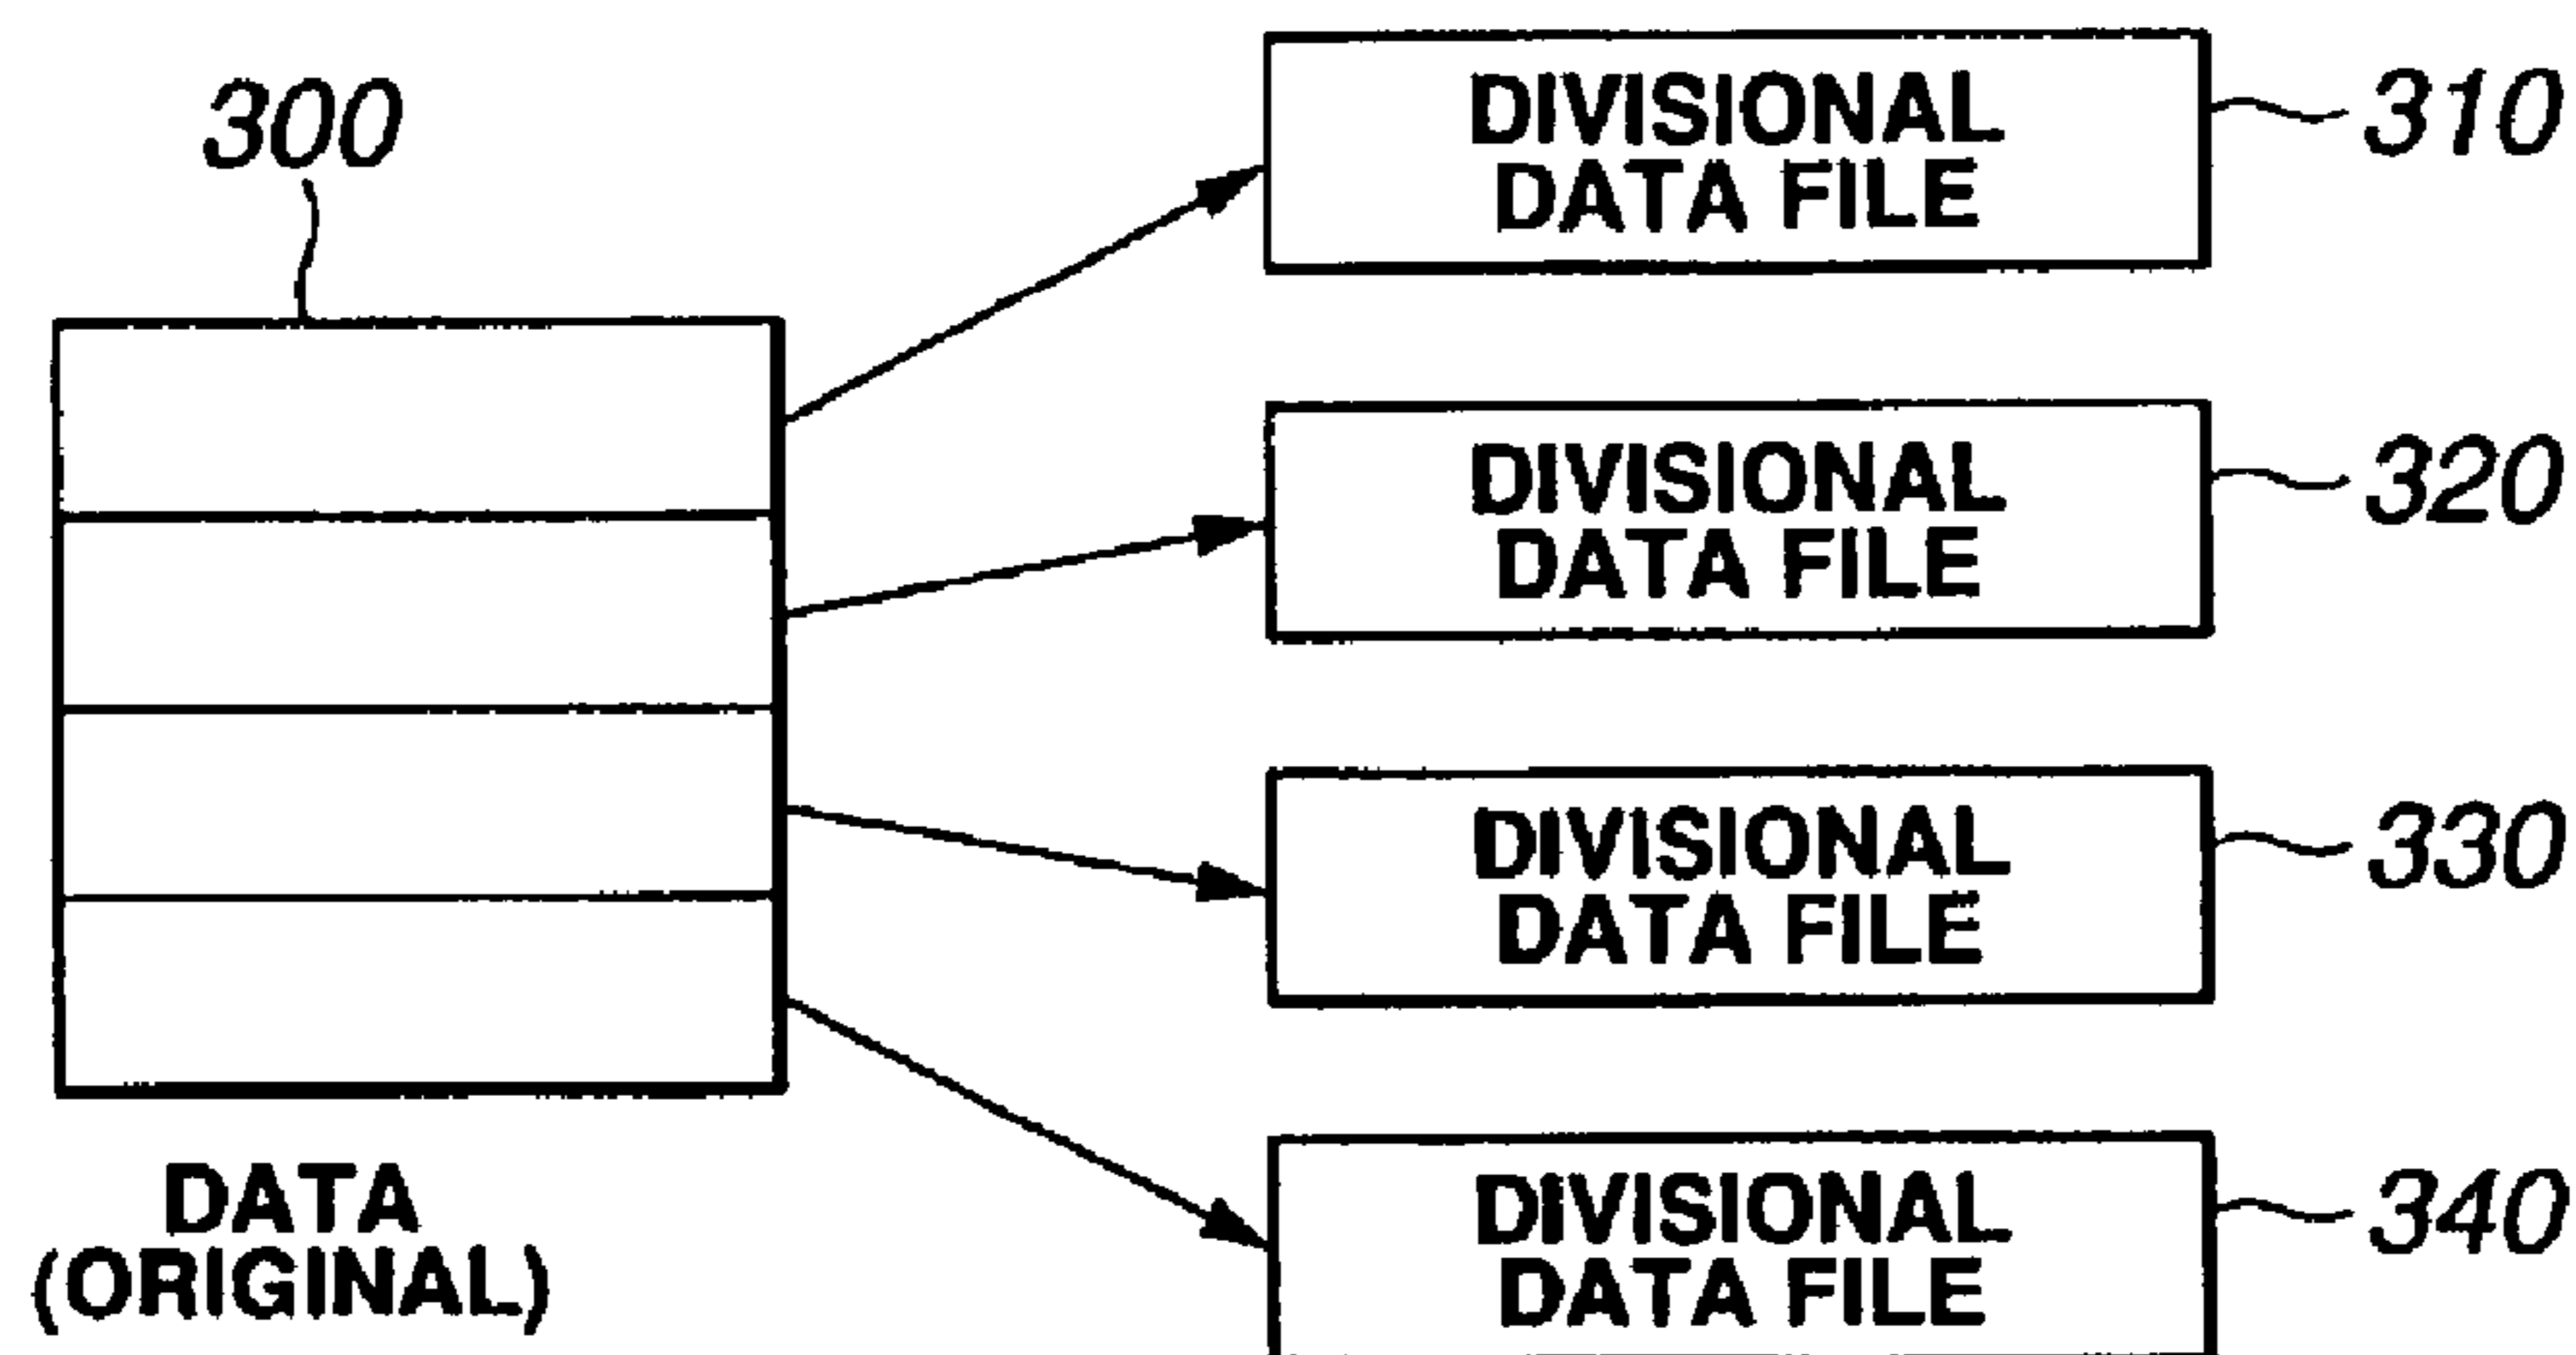 300
DATA
(ORIGINAL)
DIVISIONAL
DATA FILE
310
DIVISIONAL
DATA FILE
320
DIVISIONAL
DATA FILE
330
DIVISIONAL
DATA FILE
340